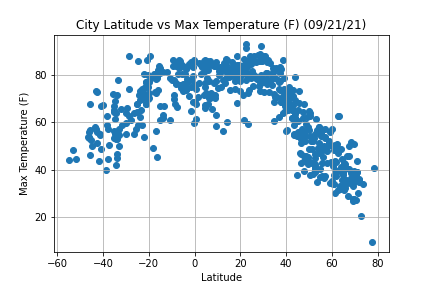 City Latitude vs Max Temperature (F) (09/21/21)
80
60
40
20
Max Temperature (F)
−60 −40 −20 0 20 40 60 80
Latitude